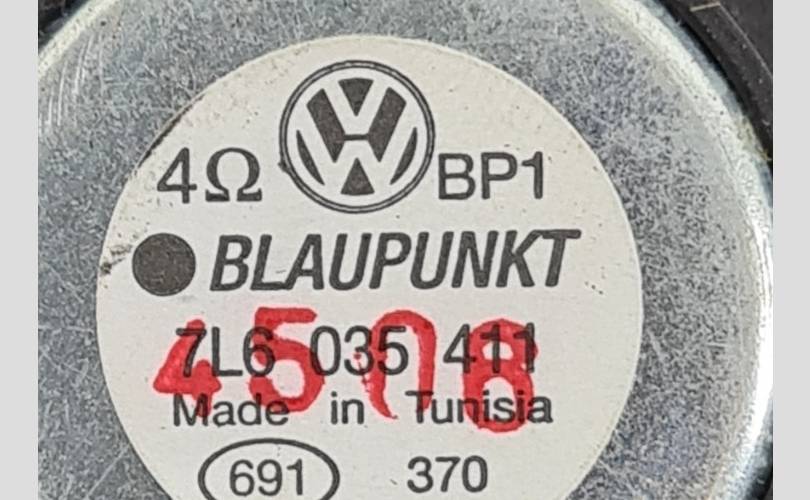 4Ω BP1
BLAUPUNKT
7L6 035 411
4508
Made in Tunisia
691 370